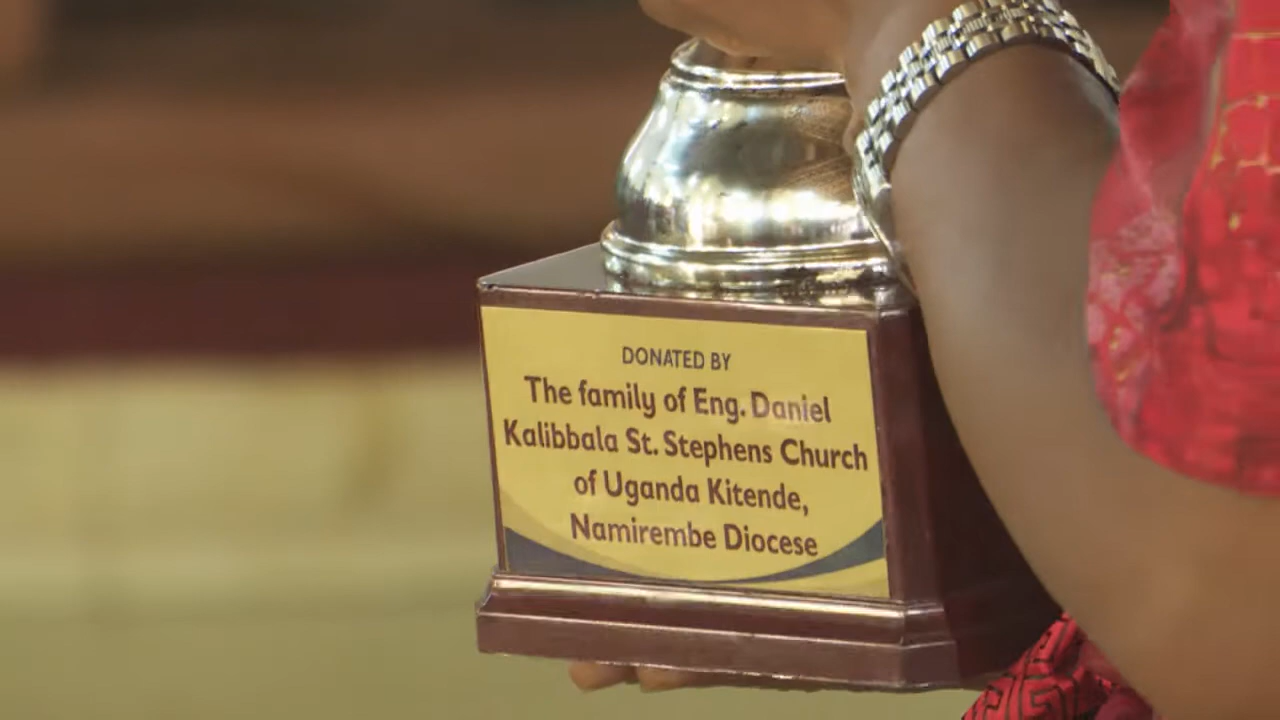 DONATED BY
The family of Eng. Daniel
Kalibbala St. Stephens Church
of Uganda Kitende,
Namirembe Diocese